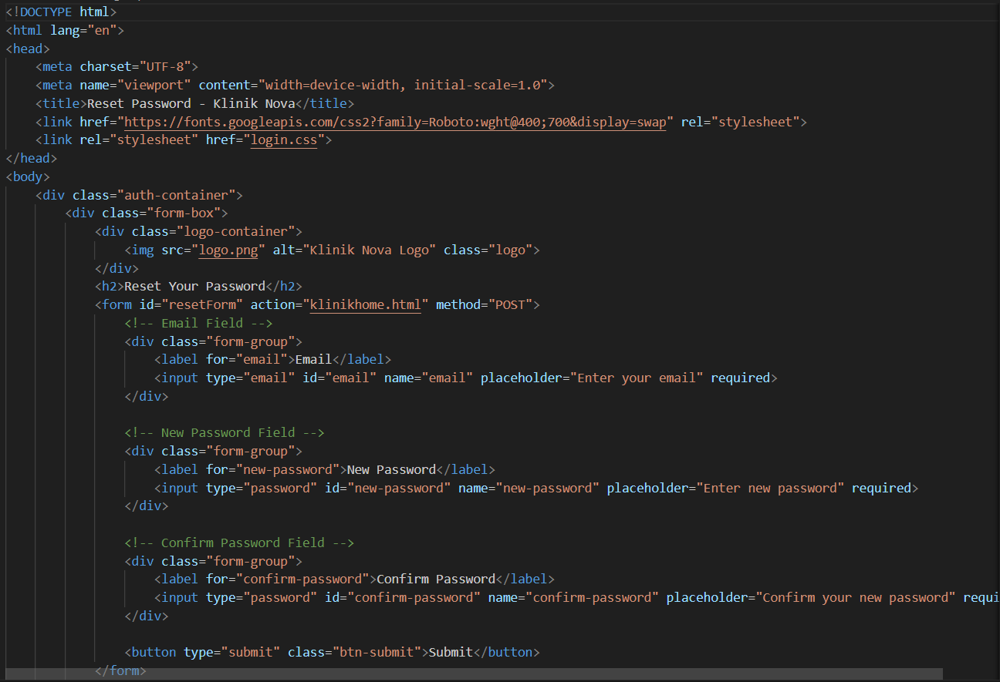 <!DOCTYPE html>
<html lang="en">
<head>
    <meta charset="UTF-8">
    <meta name="viewport" content="width=device-width, initial-scale=1.0">
    <title>Reset Password - Klinik Nova</title>
    <link href="https://fonts.googleapis.com/css2?family=Roboto:wght@400;700&display=swap" rel="stylesheet">
    <link rel="stylesheet" href="login.css">
</head>
<body>
    <div class="auth-container">
        <div class="form-box">
            <div class="logo-container">
                <img src="logo.png" alt="Klinik Nova Logo" class="logo">
            </div>
            <h2>Reset Your Password</h2>
            <form id="resetForm" action="klinikhome.html" method="POST">
                <!-- Email Field -->
                <div class="form-group">
                    <label for="email">Email</label>
                    <input type="email" id="email" name="email" placeholder="Enter your email" required>
                </div>

                <!-- New Password Field -->
                <div class="form-group">
                    <label for="new-password">New Password</label>
                    <input type="password" id="new-password" name="new-password" placeholder="Enter new password" required>
                </div>

                <!-- Confirm Password Field -->
                <div class="form-group">
                    <label for="confirm-password">Confirm Password</label>
                    <input type="password" id="confirm-password" name="confirm-password" placeholder="Confirm your new password" requi
                </div>

                <button type="submit" class="btn-submit">Submit</button>
            </form>